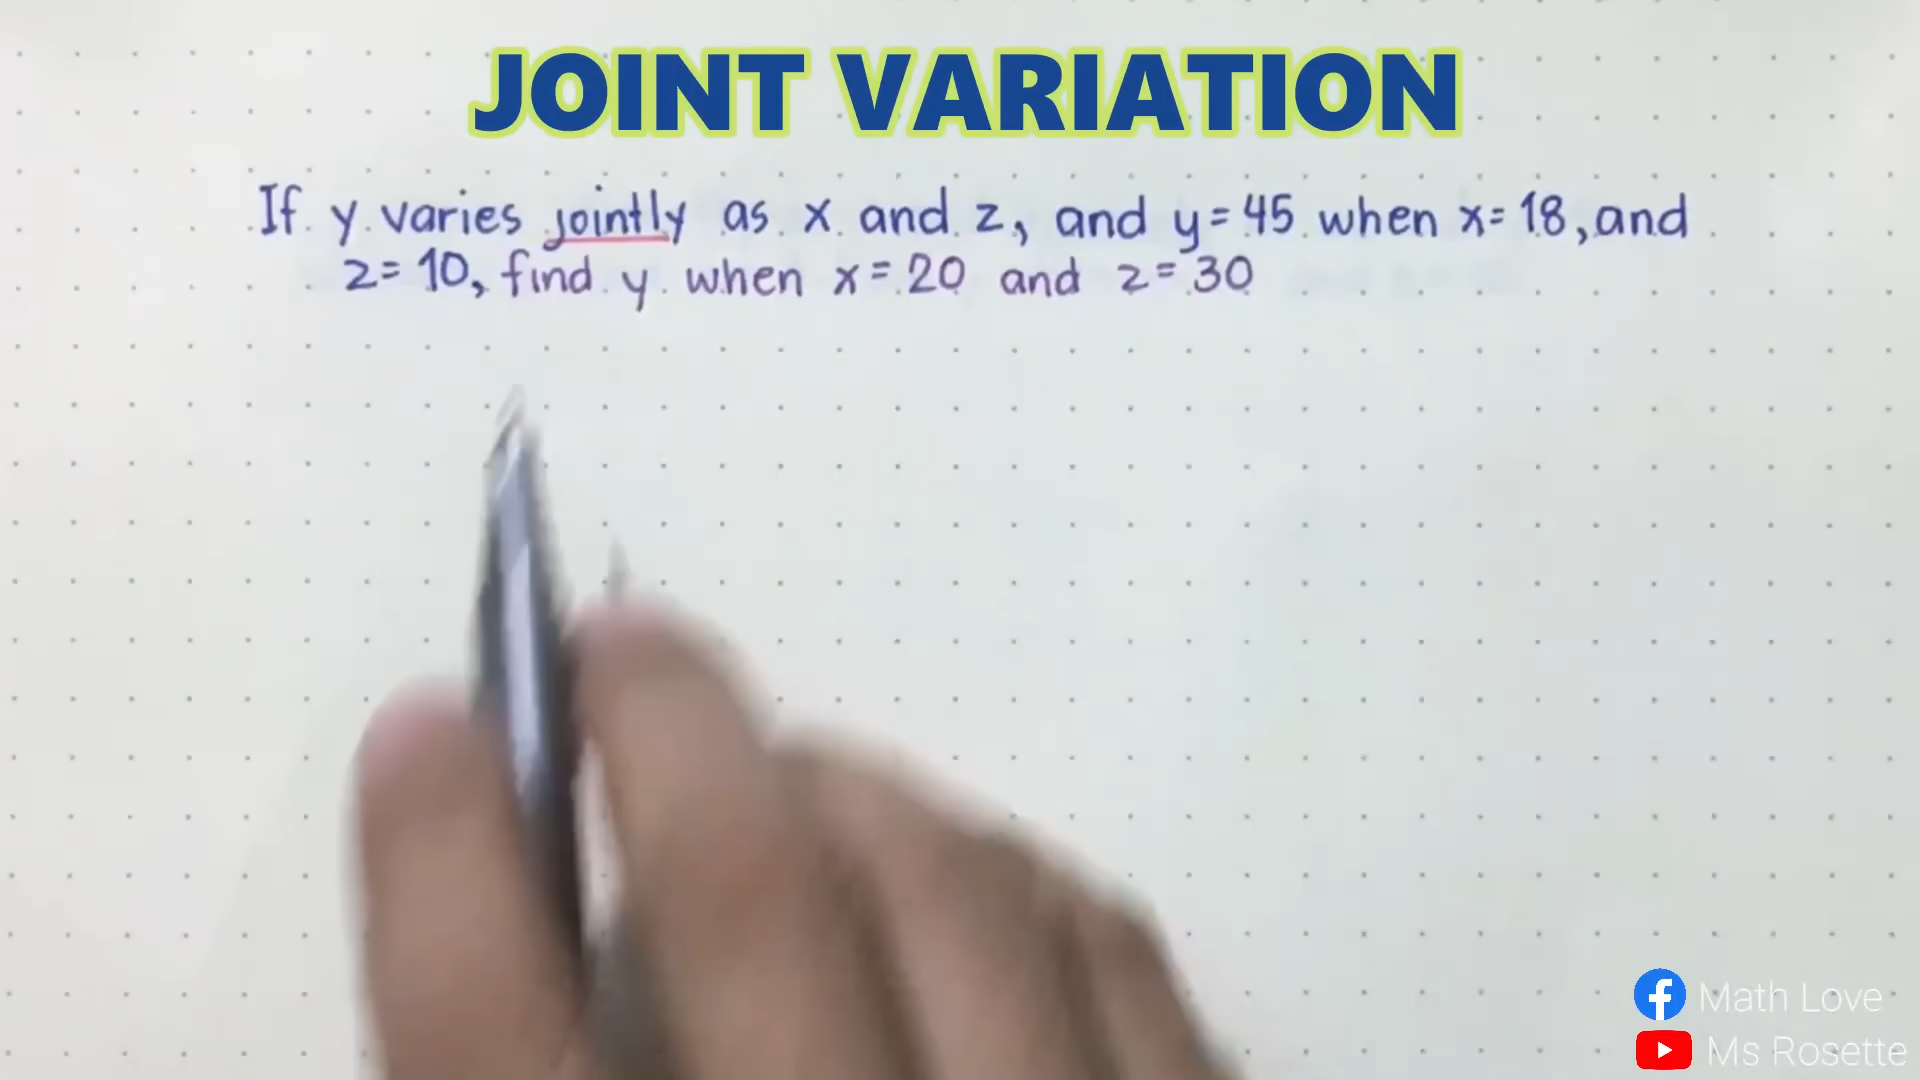 JOINT VARIATION
If y varies jointly as x and z, and y = 45 when x = 18, and
z = 10, find y when x = 20 and z = 30
Math Love
Ms Rosette